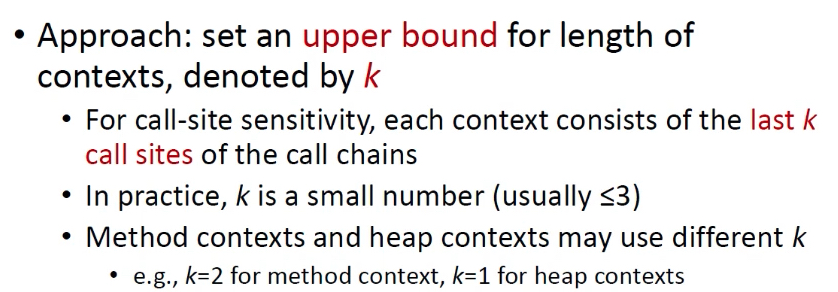 • Approach: set an upper bound for length of
contexts, denoted by k
• For call-site sensitivity, each context consists of the last k
call sites of the call chains
• In practice, k is a small number (usually ≤3)
• Method contexts and heap contexts may use different k
• e.g., k=2 for method context, k=1 for heap contexts